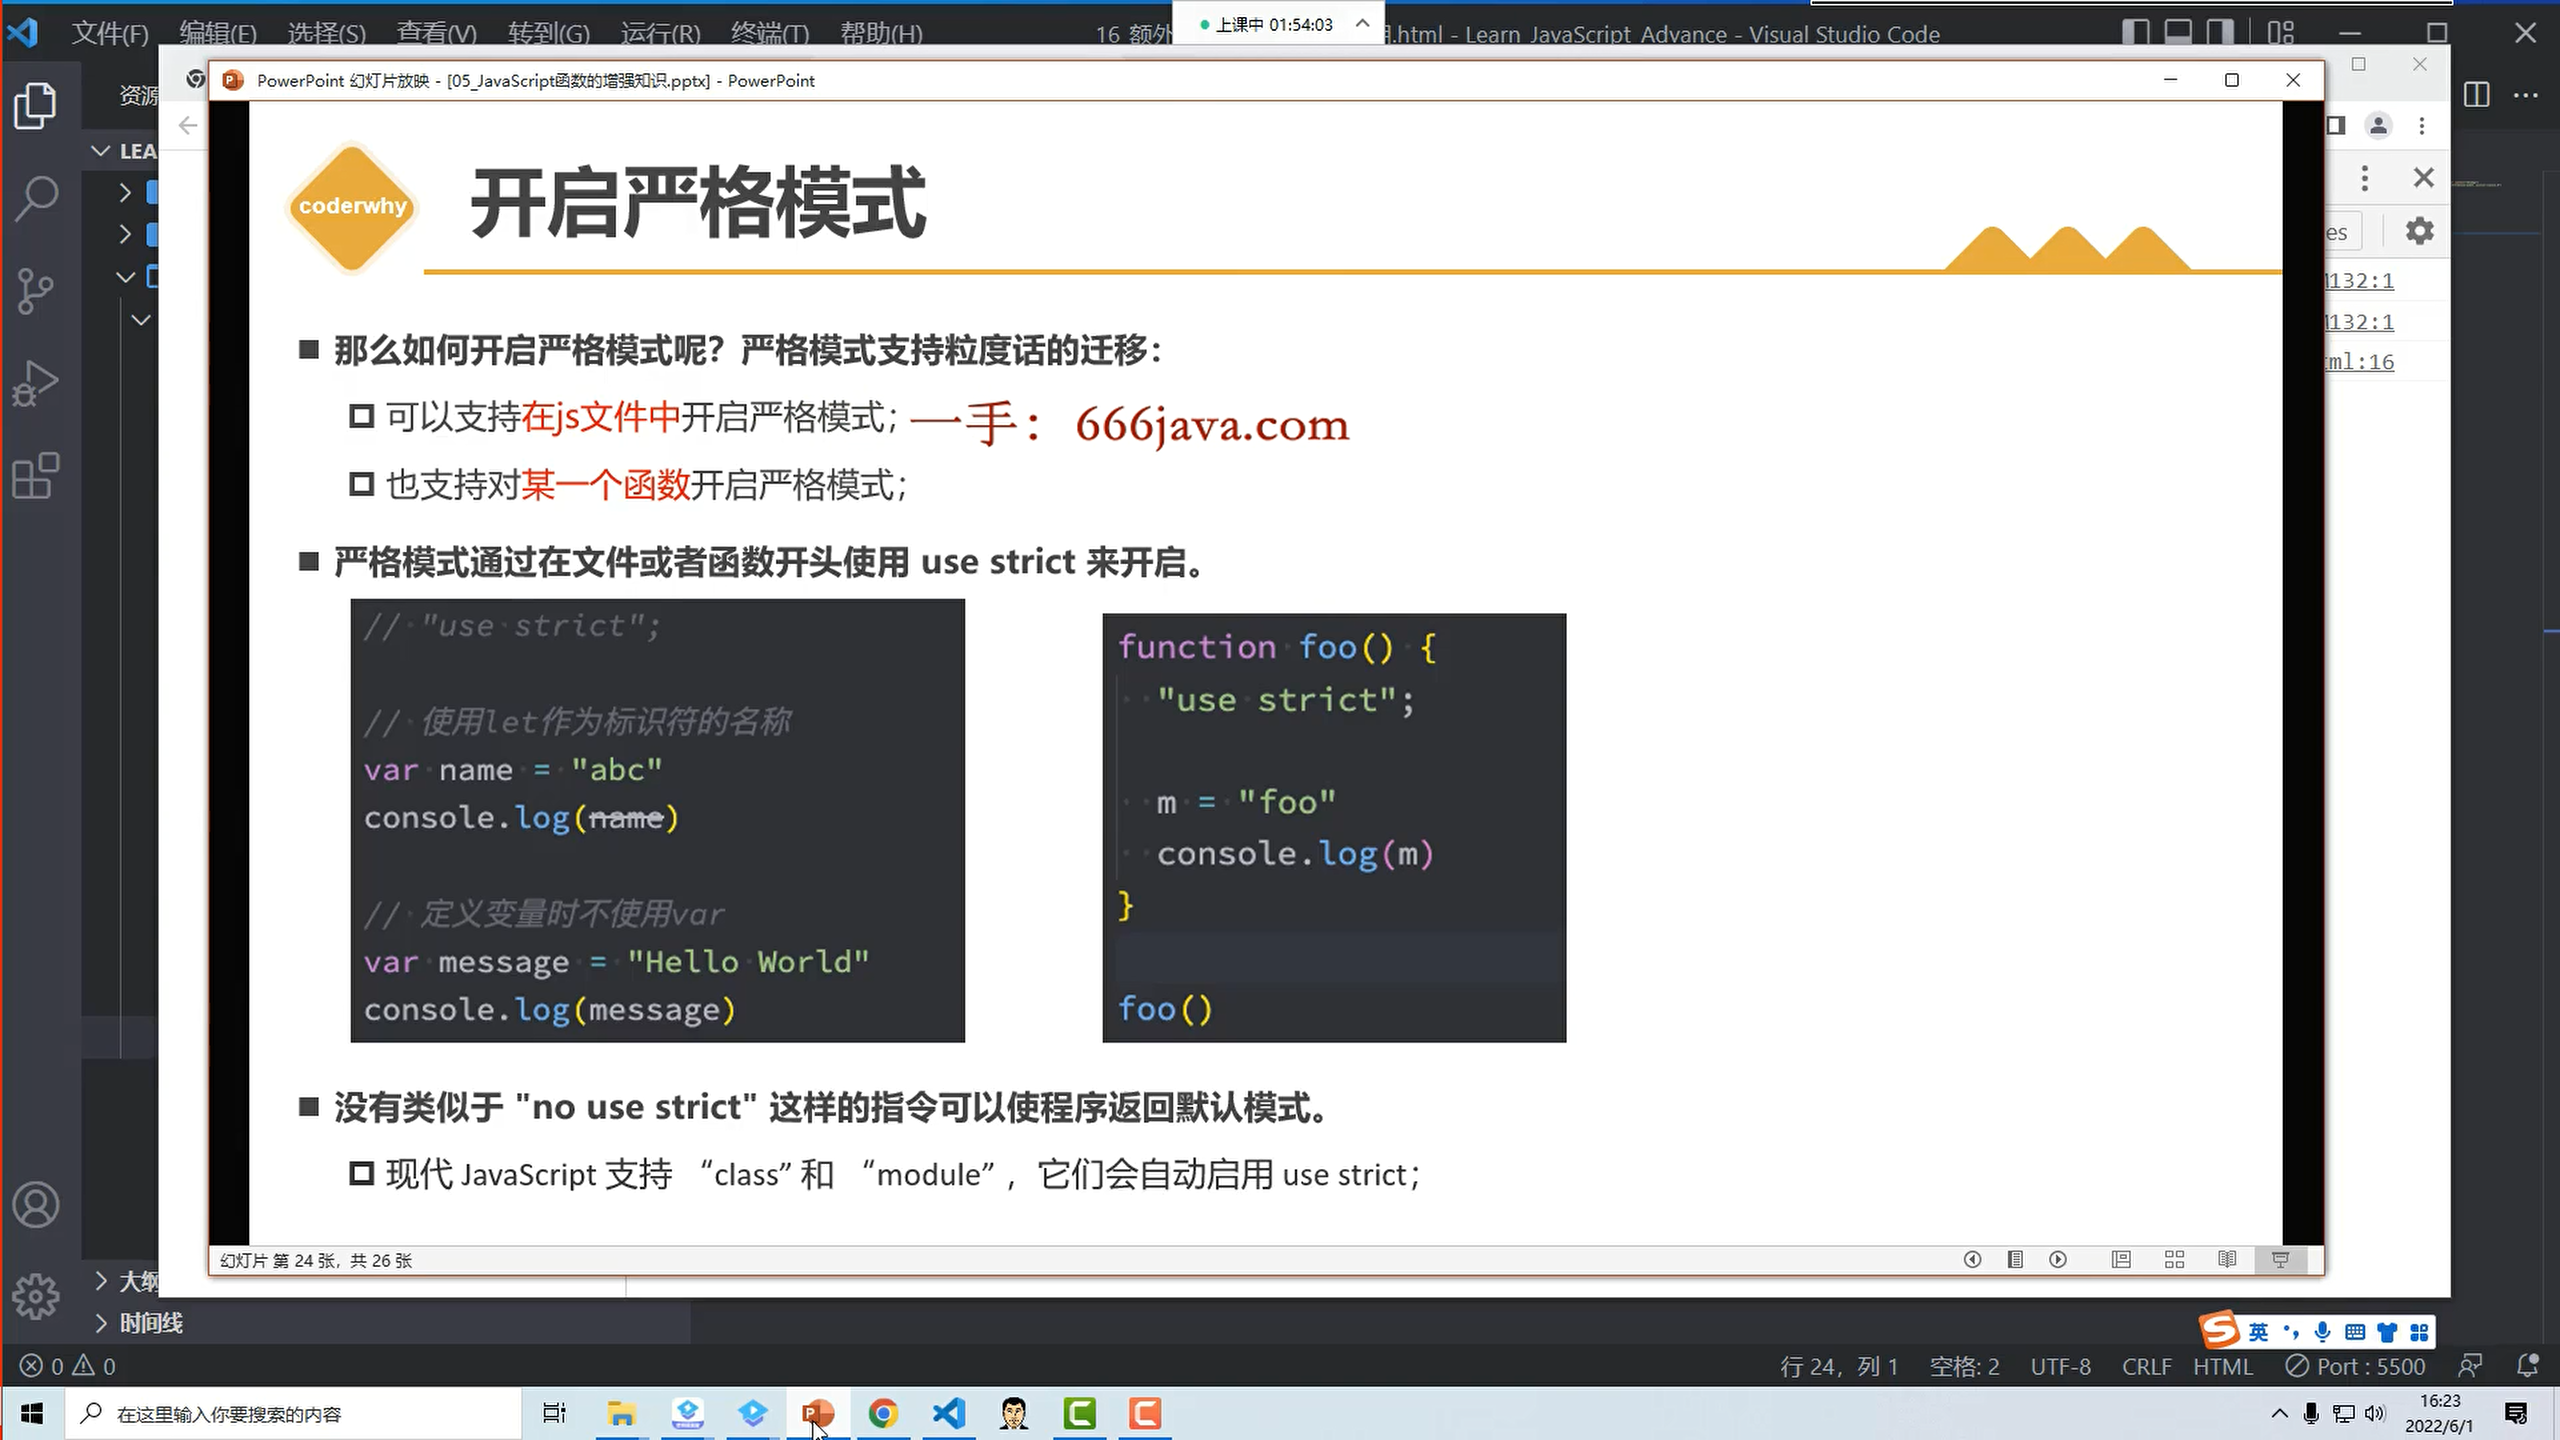 文件(F) 编辑(E) 选择(S) 查看(V) 转到(G) 运行(R) 终端(T) 帮助(H)
上课中 01:54:03
.html - Learn JavaScript Advance - Visual Studio Code
PowerPoint 幻灯片放映 - [05_JavaScript函数的增强知识.pptx] - PowerPoint
coderwhy
开启严格模式
那么如何开启严格模式呢？严格模式支持粒度话的迁移：
可以支持在js文件中开启严格模式；
一手： 666java.com
也支持对某一个函数开启严格模式；
严格模式通过在文件或者函数开头使用 use strict 来开启。
// "use strict";
// 使用let作为标识符的名称
var name = "abc"
console.log(name)
// 定义变量时不使用var
var message = "Hello World"
console.log(message)
function foo() {
"use strict";
m = "foo"
console.log(m)
}
foo()
没有类似于 "no use strict" 这样的指令可以使程序返回默认模式。
现代 JavaScript 支持 “class” 和 “module” ，它们会自动启用 use strict；
幻灯片 第 24 张，共 26 张
132:1
132:1
ml:16
时间线
英
0 0
行 24，列 1 空格: 2 UTF-8 CRLF HTML Port : 5500
在这里输入你要搜索的内容
16:23
2022/6/1